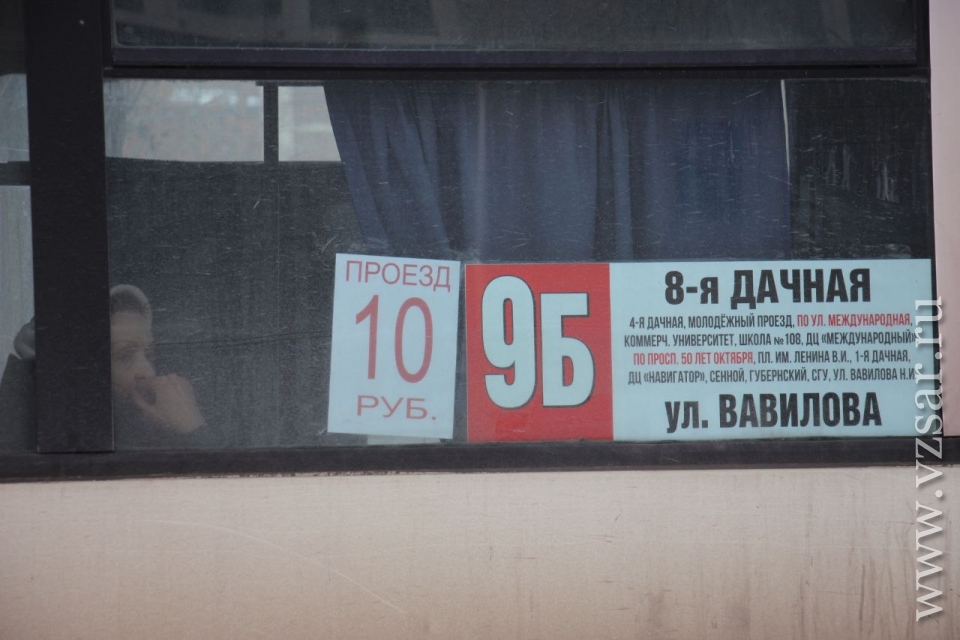 ПРОЕЗД
10
РУБ.
9Б
8-я ДАЧНАЯ
4-Я ДАЧНАЯ, МОЛОДЁЖНЫЙ ПРОЕЗД, ПО УЛ. МЕЖДУНАРОДНАЯ,
КОММЕРЧ. УНИВЕРСИТЕТ, ШКОЛА №108, ДЦ «МЕЖДУНАРОДНЫЙ»
ПО ПРОСП. 50 ЛЕТ ОКТЯБРЯ, ПЛ. ИМ. ЛЕНИНА В.И., 1-Я ДАЧНАЯ,
ДЦ «НАВИГАТОР», СЕННОЙ, ГУБЕРНСКИЙ, СГУ, УЛ. ВАВИЛОВА Н.И.
ул. ВАВИЛОВА
www.vzsar.ru